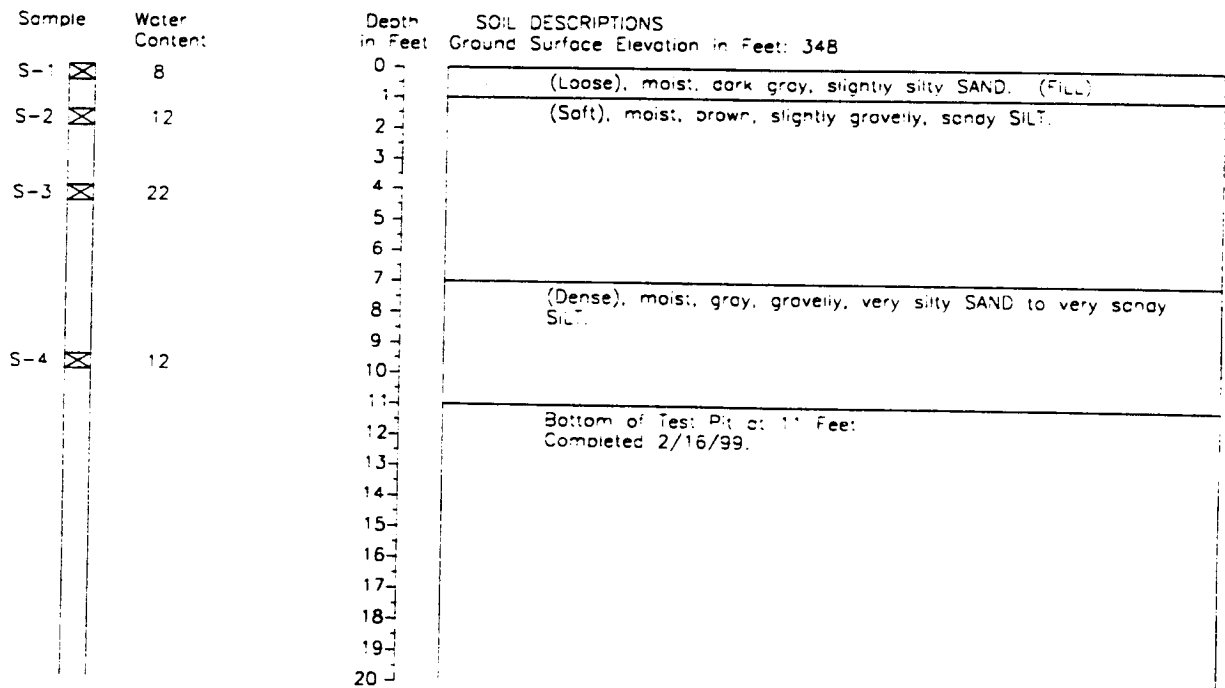 Sample Water Content Depth in Feet SOIL DESCRIPTIONS
Ground Surface Elevation in Feet: 348
S-1 8 0
(Loose), moist, dark gray, slightly silty SAND. (FILL)
1
S-2 12 2 (Soft), moist, brown, slightly gravelly, sandy SILT.
3
S-3 22 4
5
6
7
(Dense), moist, gray, gravelly, very silty SAND to very sandy
8 SILT.
9
S-4 12 10
11
Bottom of Test Pit at 11 Feet
12 Completed 2/16/99.
13
14
15
16
17
18
19
20